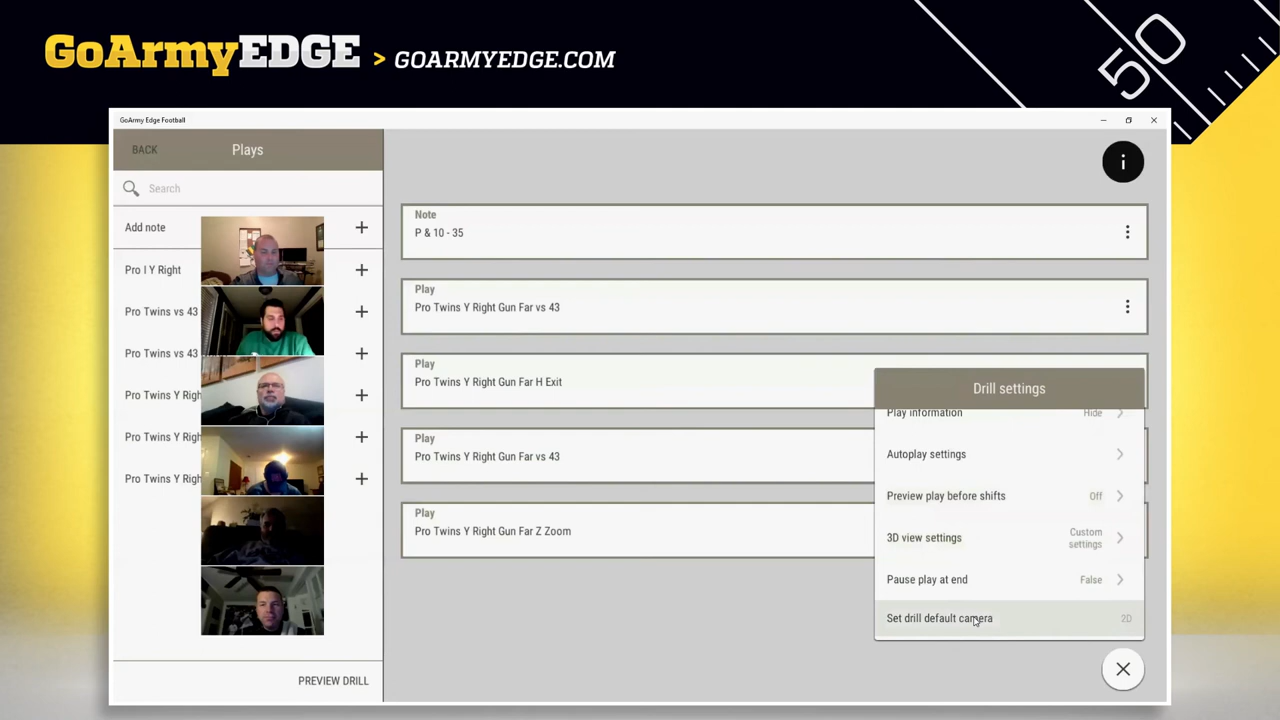 GoArmyEDGE > GOARMYEDGE.COM
50
GoArmy Edge Football
BACK
Plays
Search
Add note
Pro I Y Right
Pro Twins vs 43
Pro Twins vs 43
Pro Twins Y Righ
Pro Twins Y Righ
Pro Twins Y Righ
PREVIEW DRILL
i
Note
P & 10 - 35
Play
Pro Twins Y Right Gun Far vs 43
Play
Pro Twins Y Right Gun Far H Exit
Play
Pro Twins Y Right Gun Far vs 43
Play
Pro Twins Y Right Gun Far Z Zoom
Drill settings
Play information Hide
Autoplay settings
Preview play before shifts Off
3D view settings Custom
settings
Pause play at end False
Set drill default camera 2D